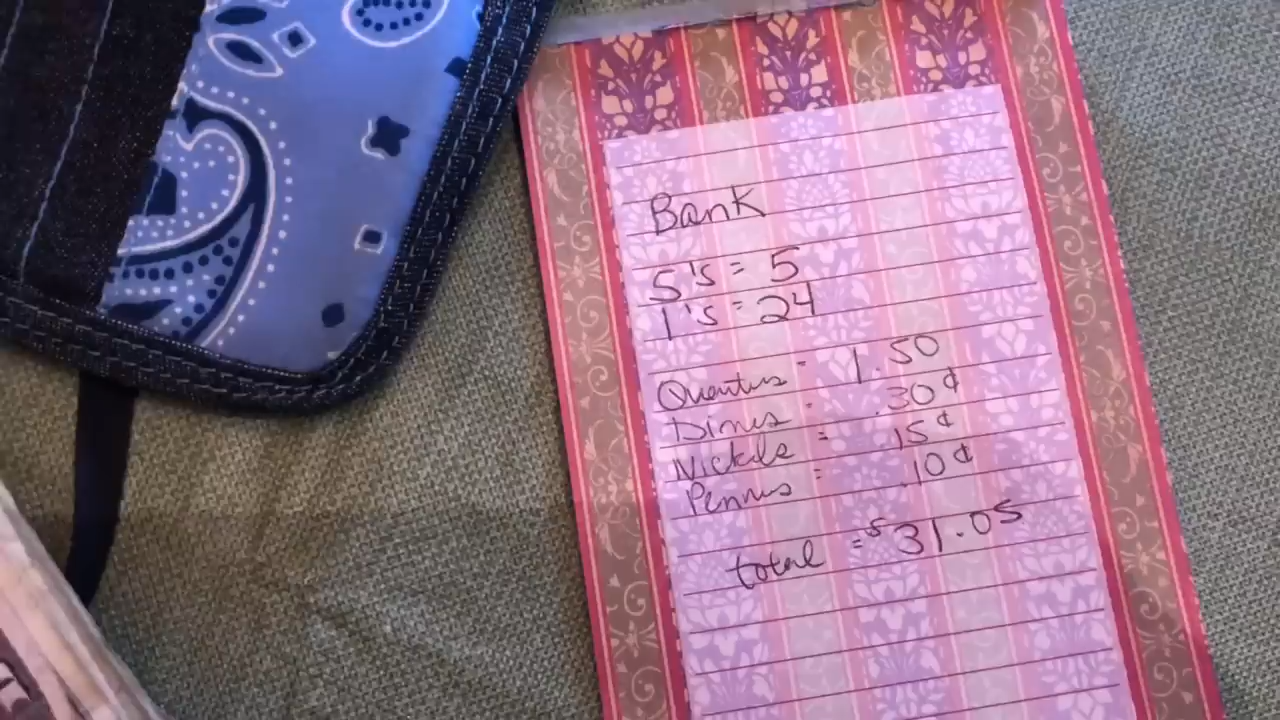 Bank
5's = 5
1's = 24
Quarters - 1.50
Dimes - .30¢
Nickels = .15¢
Pennies = .10¢
total = $31.05